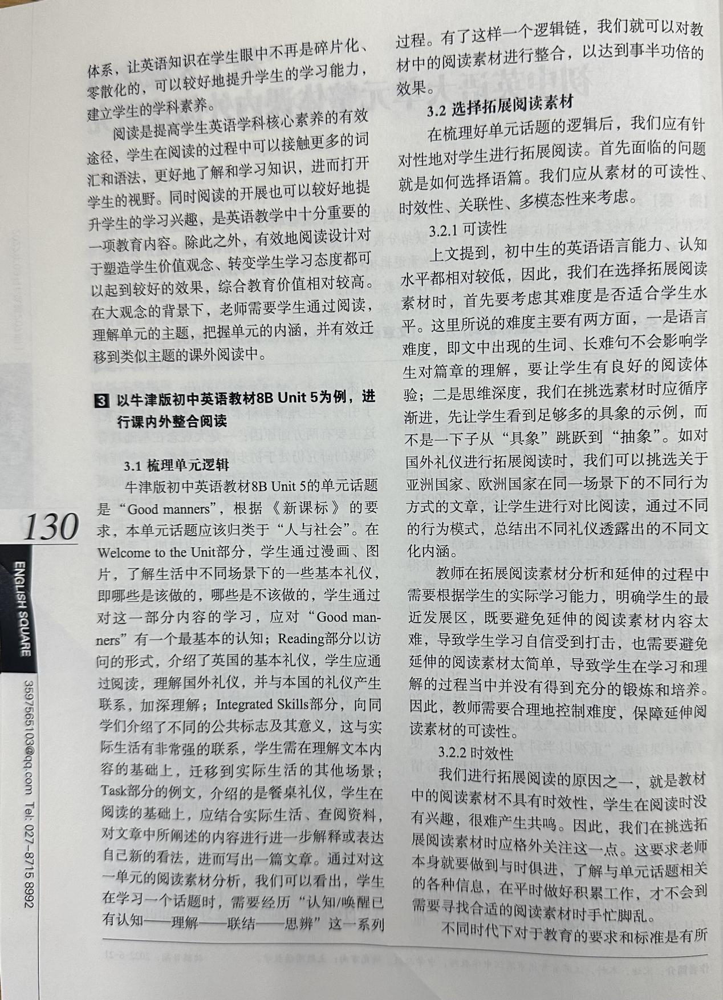 体系，让英语知识在学生眼中不再是碎片化、
零散化的，可以较好地提升学生的学习能力，
建立学生的学科素养。
阅读是提高学生英语学科核心素养的有效
途径，学生在阅读的过程中可以接触更多的词
汇和语法，更好地了解和学习知识，进而打开
学生的视野。同时阅读的开展也可以较好地提
升学生的学习兴趣，是英语教学中十分重要的
一项教育内容。除此之外，有效地阅读设计对
于塑造学生价值观念、转变学生学习态度都可
以起到较好的效果，综合教育价值相对较高。
在大观念的背景下，老师需要学生通过阅读，
理解单元的主题，把握单元的内涵，并有效迁
移到类似主题的课外阅读中。
3 以牛津版初中英语教材8B Unit 5为例，进
行课内外整合阅读
3.1 梳理单元逻辑
牛津版初中英语教材8B Unit 5的单元话题
是“Good manners”，根据《新课标》的要
求，本单元话题应该归类于“人与社会”。在
Welcome to the Unit部分，学生通过漫画、图
片，了解生活中不同场景下的一些基本礼仪，
即哪些是该做的，哪些是不该做的，学生通过
对这一部分内容的学习，应对“Good man-
ners”有一个最基本的认知；Reading部分以访
问的形式，介绍了英国的基本礼仪，学生应通
过阅读，理解国外礼仪，并与本国的礼仪产生
联系，加深理解；Integrated Skills部分，向同
学们介绍了不同的公共标志及其意义，这与实
际生活有非常强的联系，学生需在理解文本内
容的基础上，迁移到实际生活的其他场景；
Task部分的例文，介绍的是餐桌礼仪，学生在
阅读的基础上，应结合实际生活、查阅资料，
对文章中所阐述的内容进行进一步解释或表达
自己新的看法，进而写出一篇文章。通过对这
一单元的阅读素材分析，我们可以看出，学生
在学习一个话题时，需要经历“认知/唤醒已
有认知——理解——联结——思辨”这一系列
过程。有了这样一个逻辑链，我们就可以对教
材中的阅读素材进行整合，以达到事半功倍的
效果。
3.2 选择拓展阅读素材
在梳理好单元话题的逻辑后，我们应有针
对性地对学生进行拓展阅读。首先面临的问题
就是如何选择语篇。我们应从素材的可读性、
时效性、关联性、多模态性来考虑。
3.2.1 可读性
上文提到，初中生的英语语言能力、认知
水平都相对较低，因此，我们在选择拓展阅读
素材时，首先要考虑其难度是否适合学生水
平。这里所说的难度主要有两方面，一是语言
难度，即文中出现的生词、长难句不会影响学
生对篇章的理解，要让学生有良好的阅读体
验；二是思维深度，我们在挑选素材时应循序
渐进，先让学生看到足够多的具象的示例，而
不是一下子从“具象”跳跃到“抽象”。如对
国外礼仪进行拓展阅读时，我们可以挑选关于
亚洲国家、欧洲国家在同一场景下的不同行为
方式的文章，让学生进行对比阅读，通过不同
的行为模式，总结出不同礼仪透露出的不同文
化内涵。
教师在拓展阅读素材分析和延伸的过程中
需要根据学生的实际学习能力，明确学生的最
近发展区，既要避免延伸的阅读素材内容太
难，导致学生学习自信受到打击，也需要避免
延伸的阅读素材太简单，导致学生在学习和理
解的过程当中并没有得到充分的锻炼和培养。
因此，教师需要合理地控制难度，保障延伸阅
读素材的可读性。
3.2.2 时效性
我们进行拓展阅读的原因之一，就是教材
中的阅读素材不具有时效性，学生在阅读时没
有兴趣，很难产生共鸣。因此，我们在挑选拓
展阅读素材时应格外关注这一点。这要求老师
本身就要做到与时俱进，了解与单元话题相关
的各种信息，在平时做好积累工作，才不会到
需要寻找合适的阅读素材时手忙脚乱。
不同时代下对于教育的要求和标准是有所
130
ENGLISH SQUARE
3597565103@qq.com Tel: 027-8715 8992